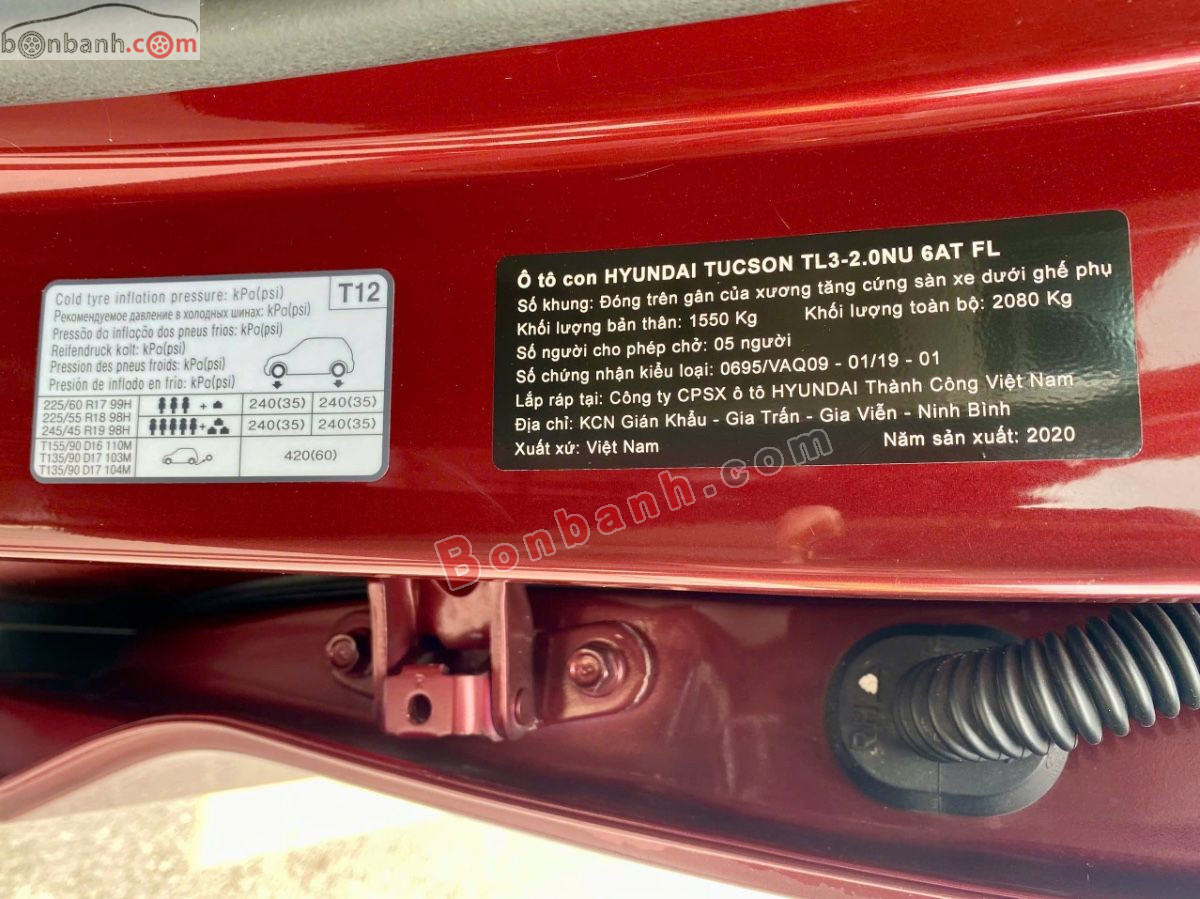 bonbanh.com
Cold tyre inflation pressure: kPa(psi)
T12
Рекомендуемое давление в холодных шинах: kPa(psi)
Pressão da inflação dos pneus frios: kPa(psi)
Reifendruck kalt: kPa(psi)
Pression des pneus froids: kPa(psi)
Presión de inflado en frío: kPa(psi)
225/60 R17 99H
225/55 R18 98H
245/45 R19 98H
+ 240(35) 240(35)
+ 240(35) 240(35)
T155/90 D16 110M
T135/90 D17 103M
T135/90 D17 104M
420(60)
Ô tô con HYUNDAI TUCSON TL3-2.0NU 6AT FL
Số khung: Đóng trên gân của xương tăng cứng sàn xe dưới ghế phụ
Khối lượng bản thân: 1550 Kg Khối lượng toàn bộ: 2080 Kg
Số người cho phép chở: 05 người
Số chứng nhận kiểu loại: 0695/VAQ09 - 01/19 - 01
Lắp ráp tại: Công ty CPSX ô tô HYUNDAI Thành Công Việt Nam
Địa chỉ: KCN Gián Khẩu - Gia Trấn - Gia Viễn - Ninh Bình
Xuất xứ: Việt Nam Năm sản xuất: 2020
Bonbanh.com